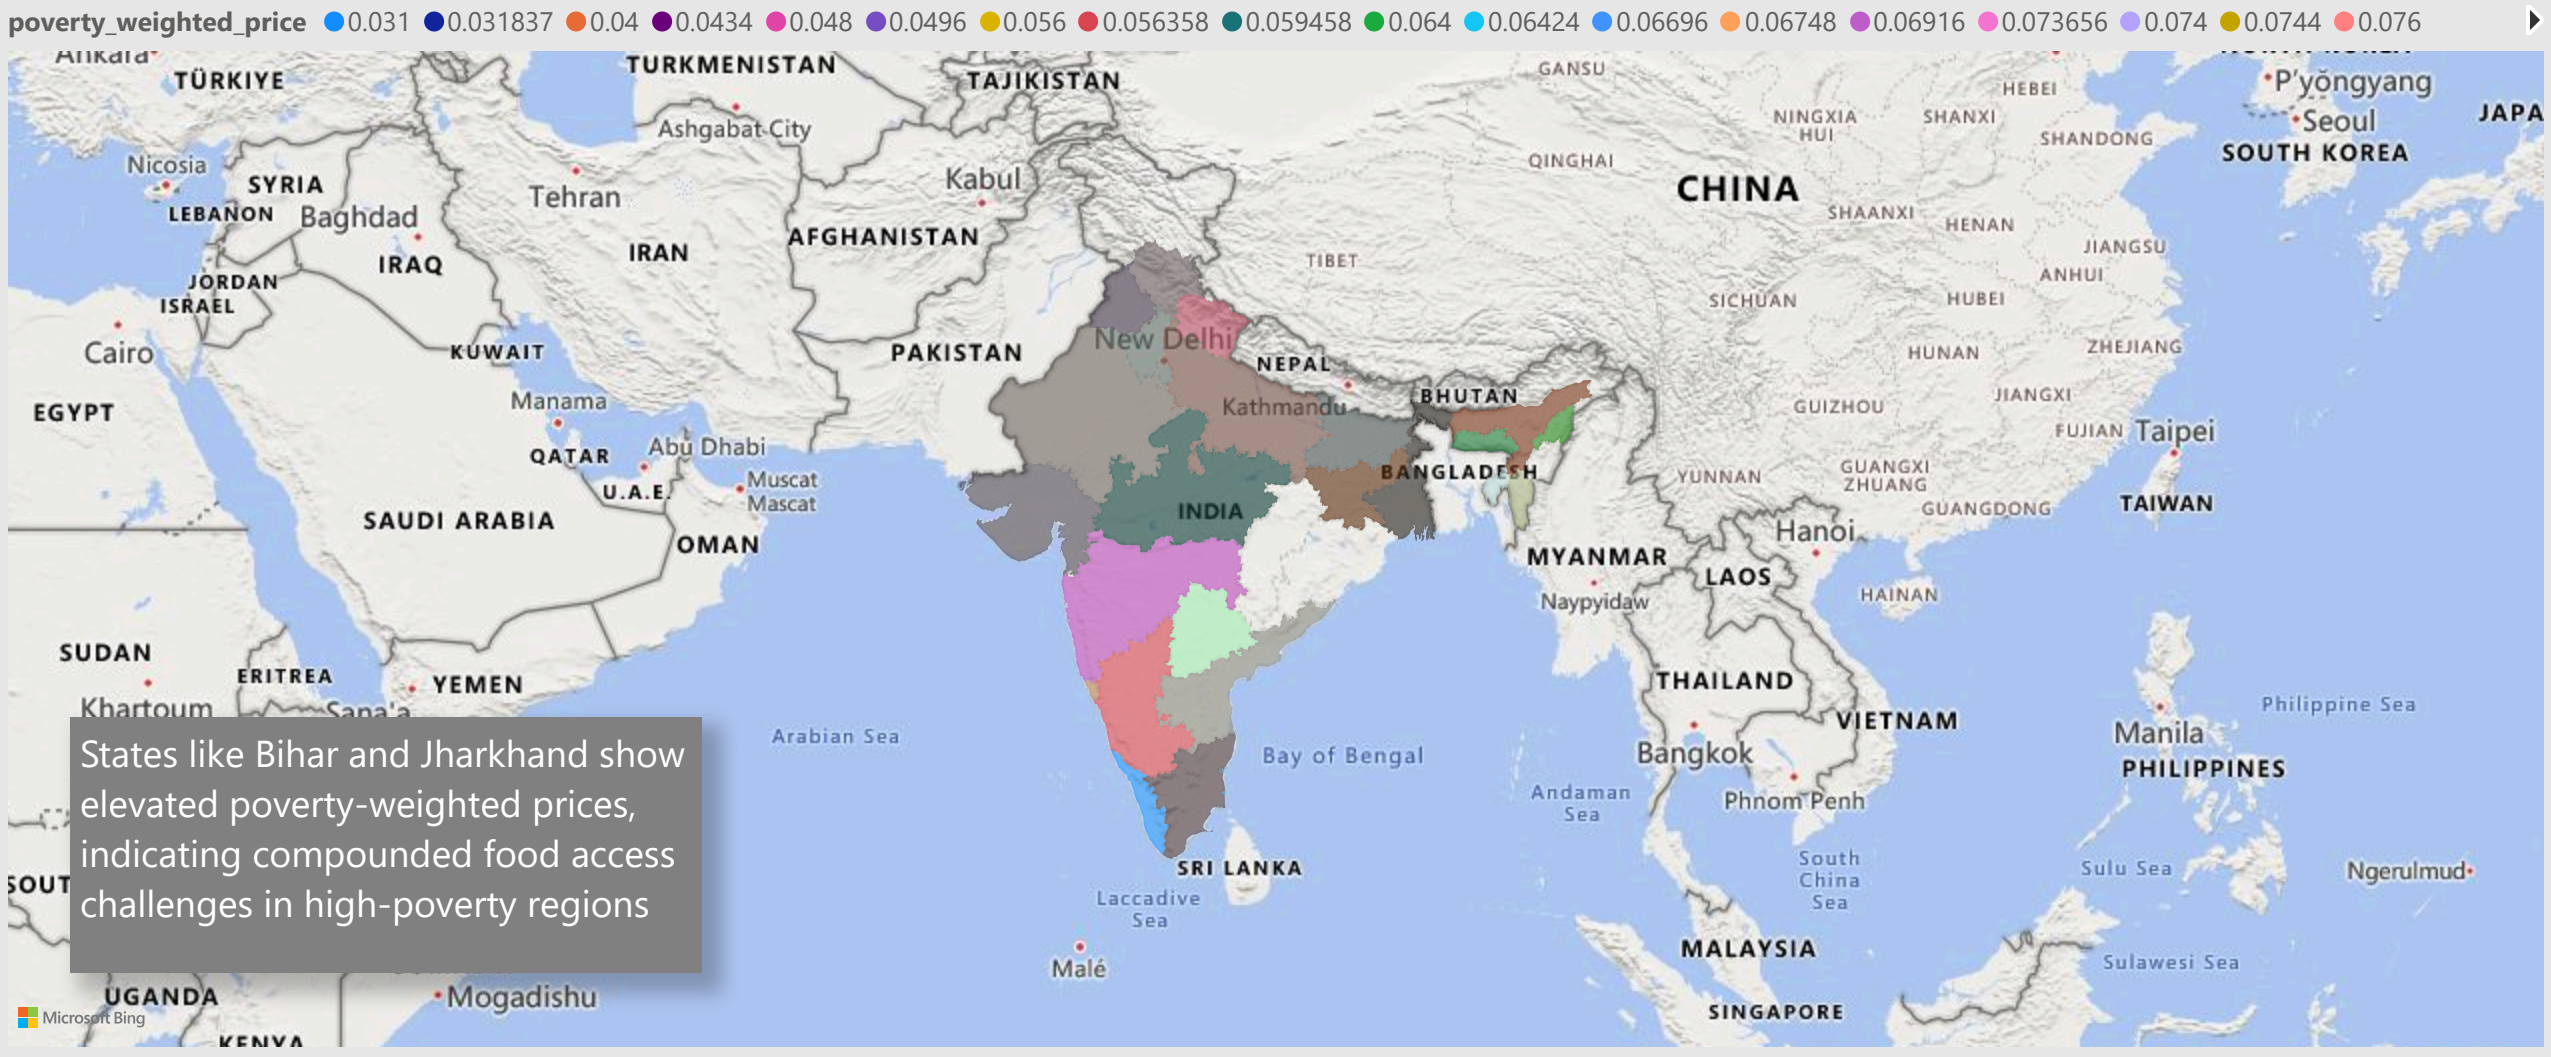 poverty_weighted_price 0.031 0.031837 0.04 0.0434 0.048 0.0496 0.056 0.056358 0.059458 0.064 0.06424 0.06696 0.06748 0.06916 0.073656 0.074 0.0744 0.076
Ankara
TÜRKIYE
TURKMENISTAN
TAJIKISTAN
GANSU
HEBEI
P'yŏngyang
JAPA
Ashgabat City
NINGXIA
HUI
SHANXI
SHANDONG
Seoul
SOUTH KOREA
Nicosia
SYRIA
Tehran
Kabul
QINGHAI
CHINA
LEBANON
Baghdad
SHAANXI
HENAN
IRAQ
IRAN
AFGHANISTAN
TIBET
JIANGSU
ANHUI
JORDAN
ISRAEL
SICHUAN
HUBEI
Cairo
KUWAIT
PAKISTAN
New Delhi
NEPAL
HUNAN
ZHEJIANG
EGYPT
Manama
Kathmandu
BHUTAN
GUIZHOU
JIANGXI
QATAR
Abu Dhabi
FUJIAN
Taipei
U.A.E.
Muscat
Mascat
BANGLADESH
YUNNAN
GUANGXI
ZHUANG
GUANGDONG
TAIWAN
SAUDI ARABIA
OMAN
INDIA
Hanoi
MYANMAR
LAOS
Naypyidaw
HAINAN
SUDAN
ERITREA
YEMEN
THAILAND
Khartoum
Sana'a
Arabian Sea
Bay of Bengal
VIETNAM
Philippine Sea
Manila
Bangkok
PHILIPPINES
Andaman
Sea
Phnom Penh
States like Bihar and Jharkhand show
elevated poverty-weighted prices,
indicating compounded food access
challenges in high-poverty regions
SOUT
SRI LANKA
South
China
Sea
Sulu Sea
Ngerulmud
Laccadive
Sea
Malé
MALAYSIA
Sulawesi Sea
UGANDA
Mogadishu
SINGAPORE
Microsoft Bing
KENYA